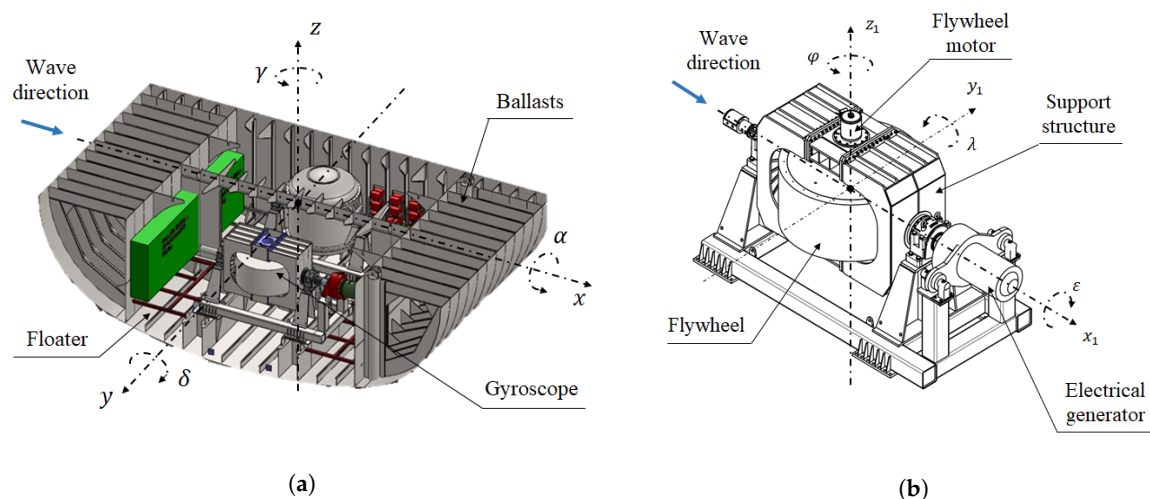 z
Wave
direction
γ
Ballasts
α
x
Floater
y
δ
Gyroscope
(a)
z₁
Flywheel
motor
Wave
direction
φ
y₁
Support
structure
λ
Flywheel
ε
x₁
Electrical
generator
(b)